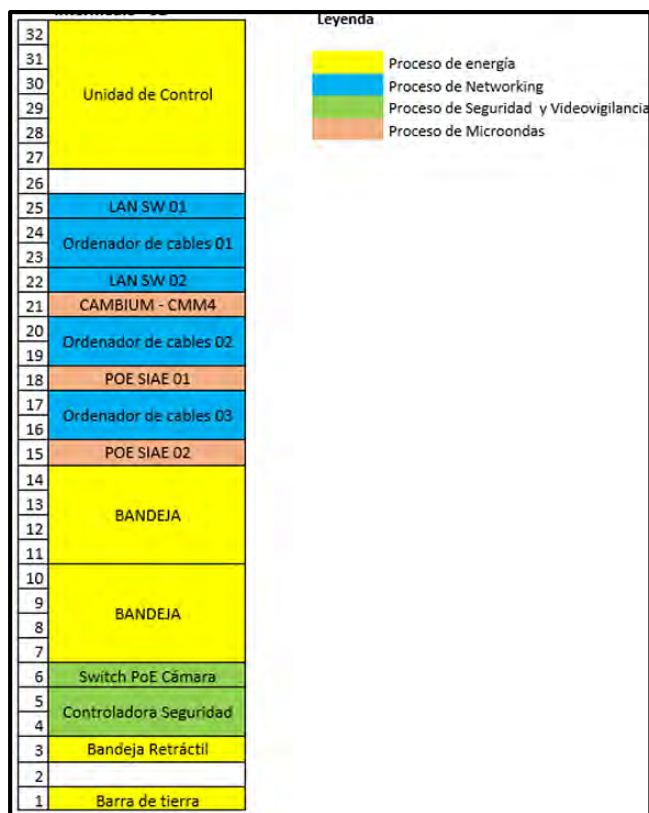 Leyenda
Proceso de energía
Proceso de Networking
Proceso de Seguridad y Videovigilancia
Proceso de Microondas
32
31
30
29
28
27
Unidad de Control
26
25 LAN SW 01
24
23
Ordenador de cables 01
22 LAN SW 02
21 CAMBIUM - CMM4
20
19
Ordenador de cables 02
18 POE SIAE 01
17
16
Ordenador de cables 03
15 POE SIAE 02
14
13
12
11
BANDEJA
10
9
8
7
BANDEJA
6 Switch PoE Cámara
5
4
Controladora Seguridad
3 Bandeja Retráctil
2
1 Barra de tierra